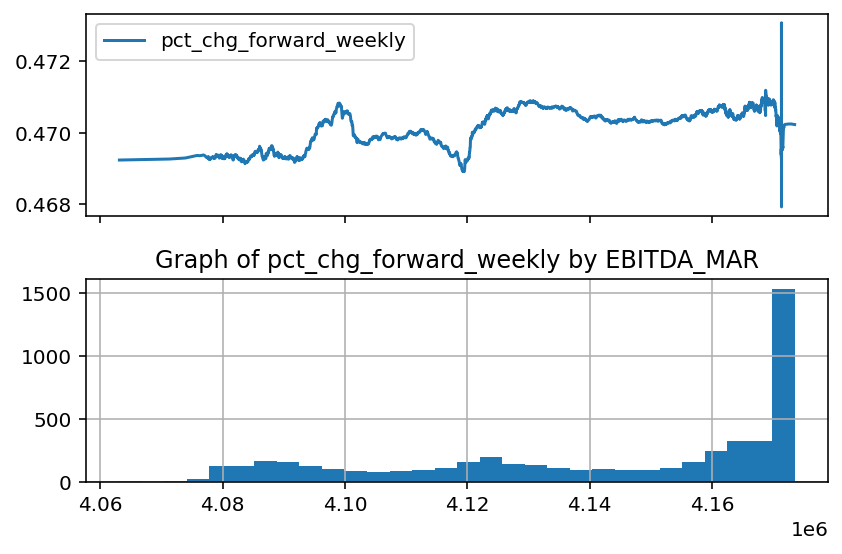 pct_chg_forward_weekly
0.472
0.470
0.468
Graph of pct_chg_forward_weekly by EBITDA_MAR
1500
1000
500
0
4.06 4.08 4.10 4.12 4.14 4.16
1e6